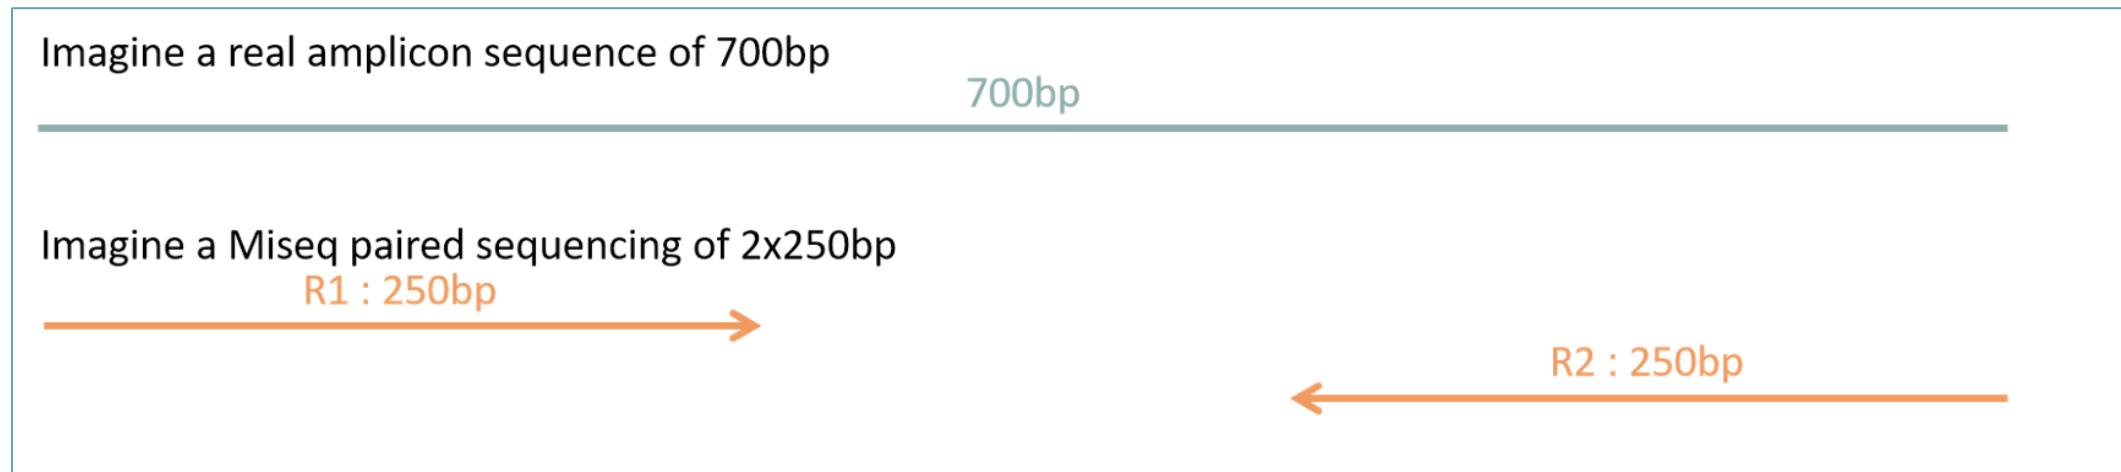 Imagine a real amplicon sequence of 700bp
700bp
Imagine a Miseq paired sequencing of 2x250bp
R1 : 250bp
R2 : 250bp